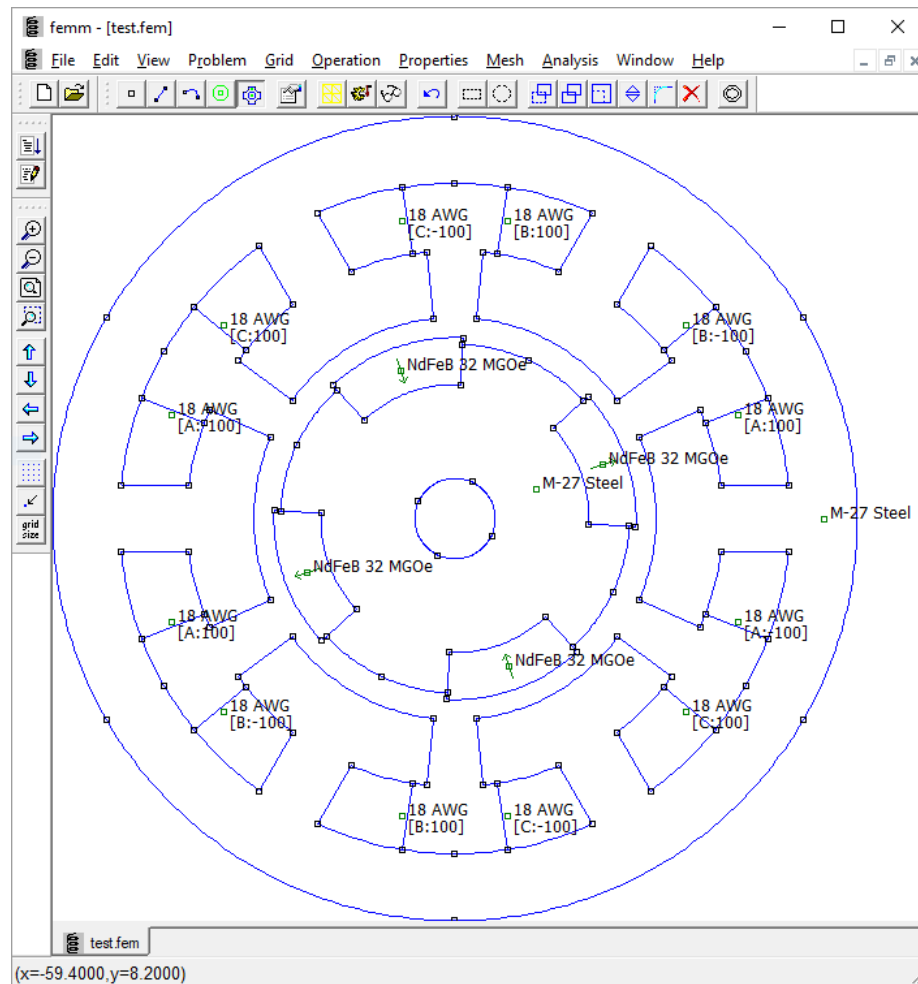 femm - [test.fem]
File Edit View Problem Grid Operation Properties Mesh Analysis Window Help
18 AWG
[C:-100]
18 AWG
[B:100]
18 AWG
[C:100]
18 AWG
[B:-100]
NdFeB 32 MGOe
18 AWG
[A:-100]
18 AWG
[A:100]
NdFeB 32 MGOe
M-27 Steel
M-27 Steel
grid
size
NdFeB 32 MGOe
18 AWG
[A:100]
18 AWG
[A:-100]
NdFeB 32 MGOe
18 AWG
[B:-100]
18 AWG
[C:100]
18 AWG
[B:100]
18 AWG
[C:-100]
test.fem
(x=-59.4000,y=8.2000)